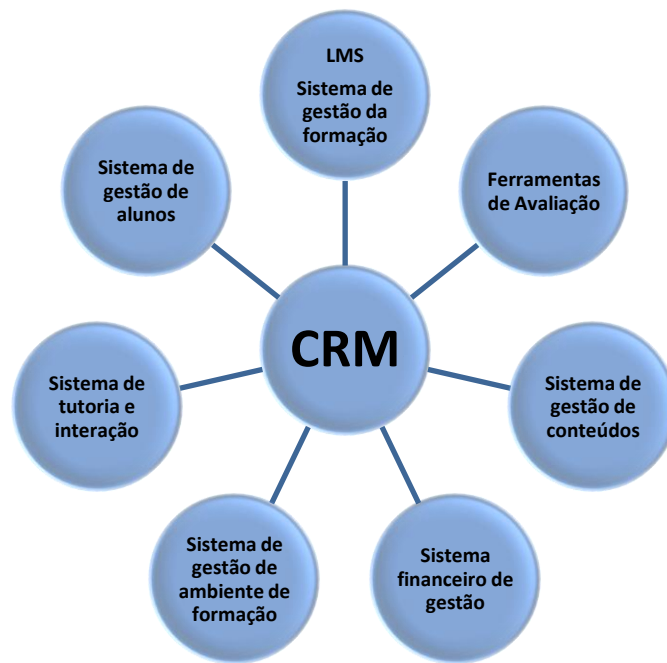 LMS
Sistema de
gestão da
formação
Ferramentas
de Avaliação
Sistema de
gestão de
conteúdos
Sistema
financeiro de
gestão
Sistema de
gestão de
ambiente de
formação
Sistema de
tutoria e
interação
Sistema de
gestão de
alunos
CRM